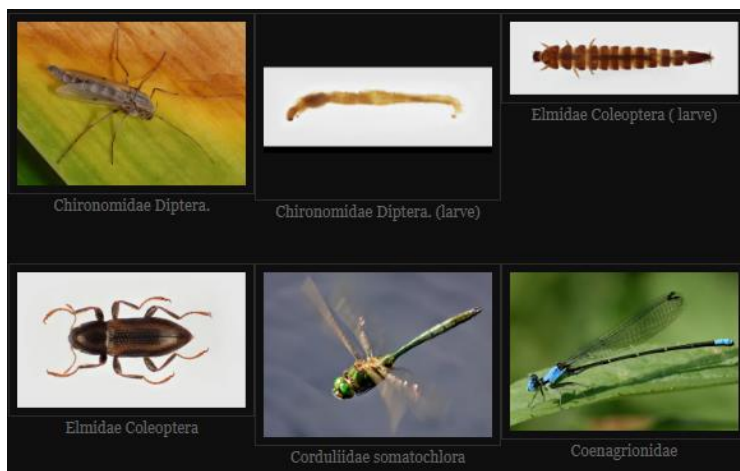 Chironomidae Diptera.
Chironomidae Diptera. (larve)
Elmidae Coleoptera ( larve)
Elmidae Coleoptera
Corduliidae somatochlora
Coenagrionidae